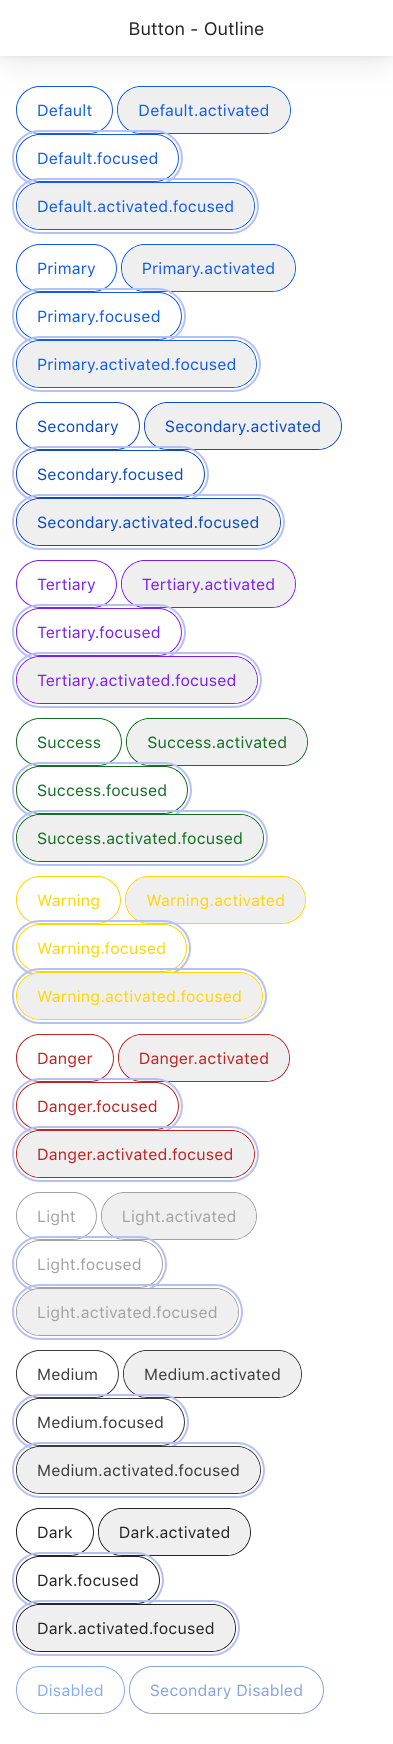 Button - Outline
Default Default.activated
Default.focused
Default.activated.focused
Primary Primary.activated
Primary.focused
Primary.activated.focused
Secondary Secondary.activated
Secondary.focused
Secondary.activated.focused
Tertiary Tertiary.activated
Tertiary.focused
Tertiary.activated.focused
Success Success.activated
Success.focused
Success.activated.focused
Warning Warning.activated
Warning.focused
Warning.activated.focused
Danger Danger.activated
Danger.focused
Danger.activated.focused
Light Light.activated
Light.focused
Light.activated.focused
Medium Medium.activated
Medium.focused
Medium.activated.focused
Dark Dark.activated
Dark.focused
Dark.activated.focused
Disabled Secondary Disabled